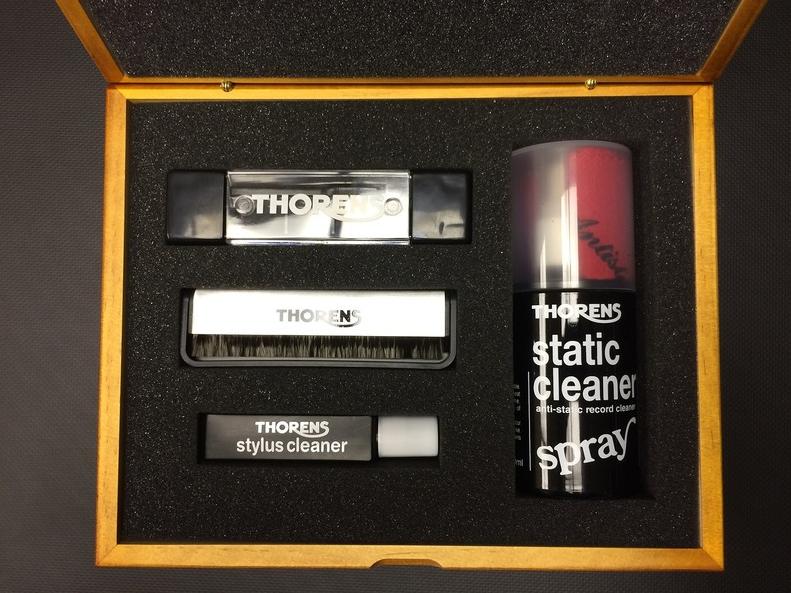 THORENS
THORENS
THORENS
stylus cleaner
THORENS
static
cleaner
anti-static record cleaner
spray